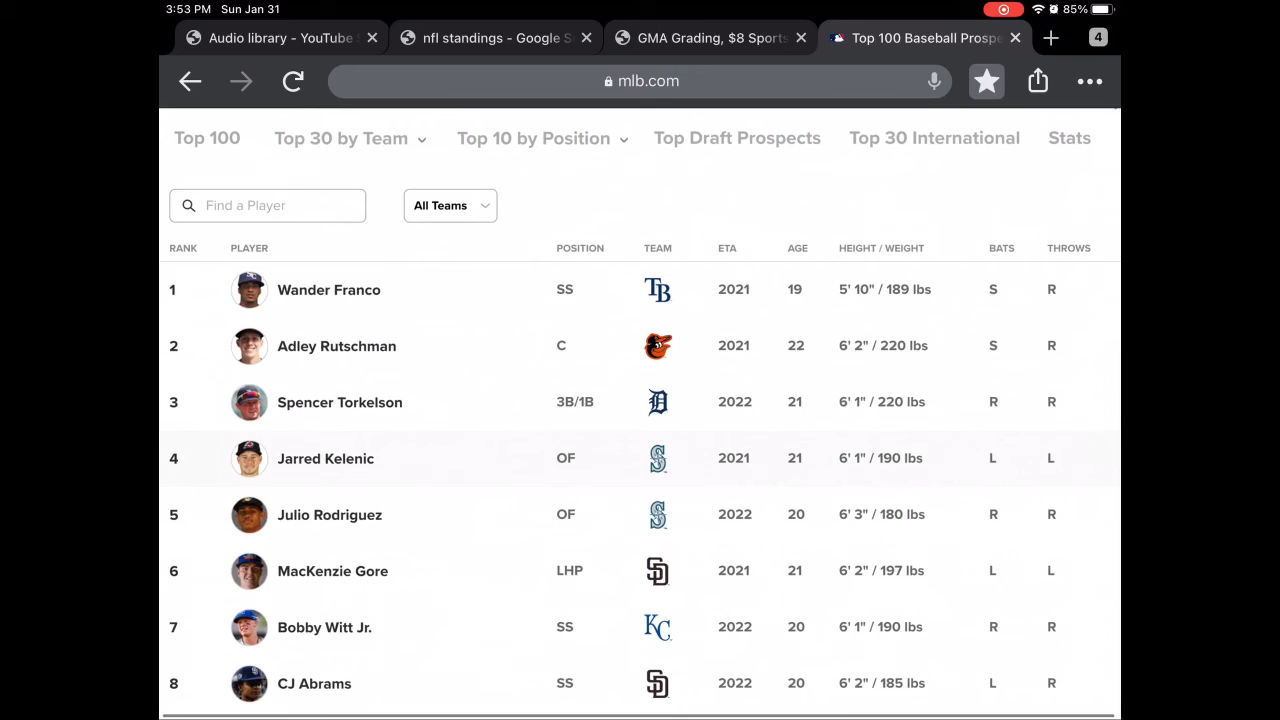 3:53 PM Sun Jan 31 85%
Audio library - YouTube nfl standings - Google S GMA Grading, $8 Sports Top 100 Baseball Prospe 4
mlb.com
Top 100 Top 30 by Team Top 10 by Position Top Draft Prospects Top 30 International Stats
Find a Player All Teams
RANK PLAYER POSITION TEAM ETA AGE HEIGHT / WEIGHT BATS THROWS
1 Wander Franco SS TB 2021 19 5' 10" / 189 lbs S R
2 Adley Rutschman C 2021 22 6' 2" / 220 lbs S R
3 Spencer Torkelson 3B/1B D 2022 21 6' 1" / 220 lbs R R
4 Jarred Kelenic OF S 2021 21 6' 1" / 190 lbs L L
5 Julio Rodriguez OF S 2022 20 6' 3" / 180 lbs R R
6 MacKenzie Gore LHP SD 2021 21 6' 2" / 197 lbs L L
7 Bobby Witt Jr. SS KC 2022 20 6' 1" / 190 lbs R R
8 CJ Abrams SS SD 2022 20 6' 2" / 185 lbs L R